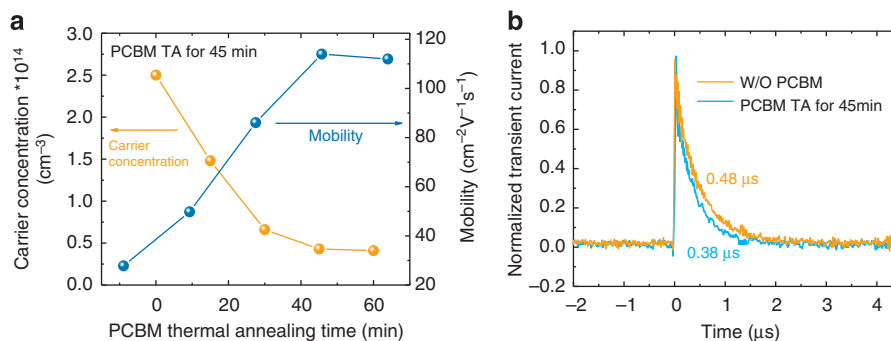 a
PCBM TA for 45 min
Carrier concentration *10^14
(cm^−3)
3.0
2.5
2.0
1.5
1.0
0.5
0.0
Carrier
concentration
Mobility
120
100
80
60
40
20
Mobility (cm^−2V^−1s^−1)
0
20
40
60
PCBM thermal annealing time (min)
b
Normalized transient current
1.0
0.8
0.6
0.4
0.2
0.0
−0.2
W/O PCBM
PCBM TA for 45min
0.48 μs
0.38 μs
−2
−1
0
1
2
3
4
Time (μs)